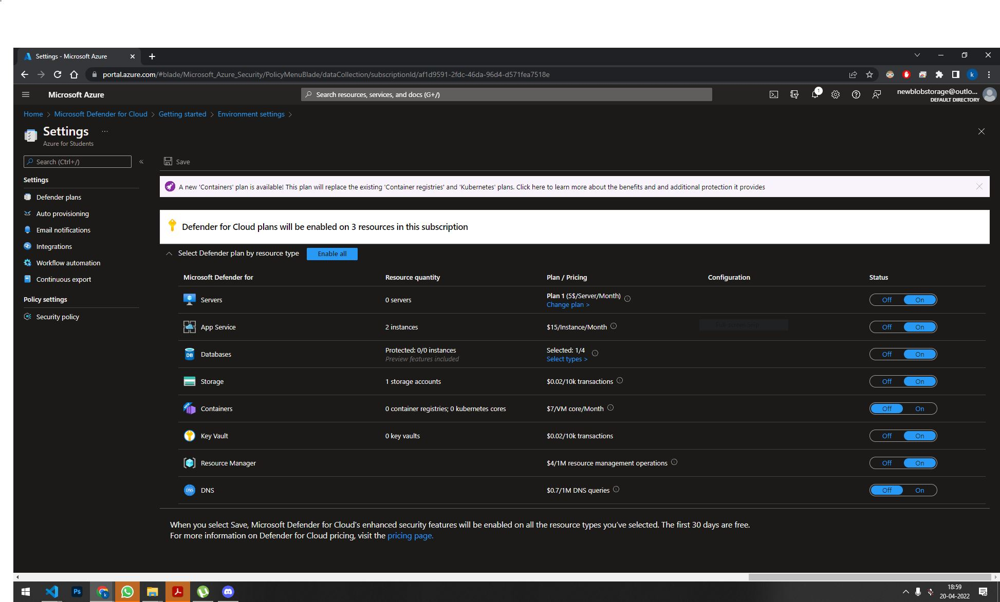 Settings - Microsoft Azure
portal.azure.com/#blade/Microsoft_Azure_Security/PolicyMenuBlade/dataCollection/subscriptionId/af1d9591-2fdc-46da-96d4-d571fea7518e
k
Microsoft Azure
Search resources, services, and docs (G+/)
1
newblobstorage@outlo...
DEFAULT DIRECTORY
Home > Microsoft Defender for Cloud > Getting started > Environment settings >
Settings ...
Azure for Students
Search (Ctrl+/)
«
Save
Settings
Defender plans
Auto provisioning
Email notifications
Integrations
Workflow automation
Continuous export
Policy settings
Security policy
A new 'Containers' plan is available! This plan will replace the existing 'Container registries' and 'Kubernetes' plans. Click here to learn more about the benefits and and additional protection it provides
Defender for Cloud plans will be enabled on 3 resources in this subscription
Select Defender plan by resource type Enable all
Microsoft Defender for Resource quantity Plan / Pricing Configuration Status
Servers 0 servers Plan 1 (5$/Server/Month) Off On
Change plan >
App Service 2 instances $15/Instance/Month Full-screen Snip Off On
Databases Protected: 0/0 instances Selected: 1/4 Off On
Preview features included Select types >
Storage 1 storage accounts $0.02/10k transactions Off On
NEW
Containers 0 container registries; 0 kubernetes cores $7/VM core/Month Off On
Key Vault 0 key vaults $0.02/10k transactions Off On
Resource Manager $4/1M resource management operations Off On
DNS DNS $0.7/1M DNS queries Off On
DB
When you select Save, Microsoft Defender for Cloud's enhanced security features will be enabled on all the resource types you've selected. The first 30 days are free.
For more information on Defender for Cloud pricing, visit the pricing page.
Ps
k
18:59
20-04-2022